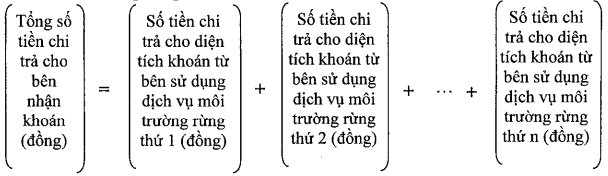 Tổng số
tiền chi
trả cho
bên
nhận
khoán
(đồng)
=
Số tiền chi
trả cho diện
tích khoán từ
bên sử dụng
dịch vụ môi
trường rừng
thứ 1 (đồng)
+
Số tiền chi
trả cho diện
tích khoán từ
bên sử dụng
dịch vụ môi
trường rừng
thứ 2 (đồng)
+ ... +
Số tiền chi
trả cho diện
tích khoán từ
bên sử dụng
dịch vụ môi
trường rừng
thứ n (đồng)